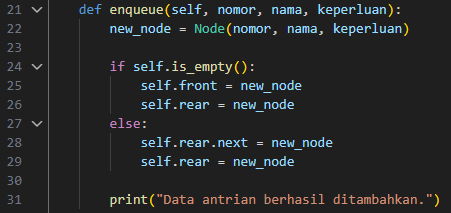 21 def enqueue(self, nomor, nama, keperluan):
22 new_node = Node(nomor, nama, keperluan)
23
24 if self.is_empty():
25 self.front = new_node
26 self.rear = new_node
27 else:
28 self.rear.next = new_node
29 self.rear = new_node
30
31 print("Data antrian berhasil ditambahkan.")